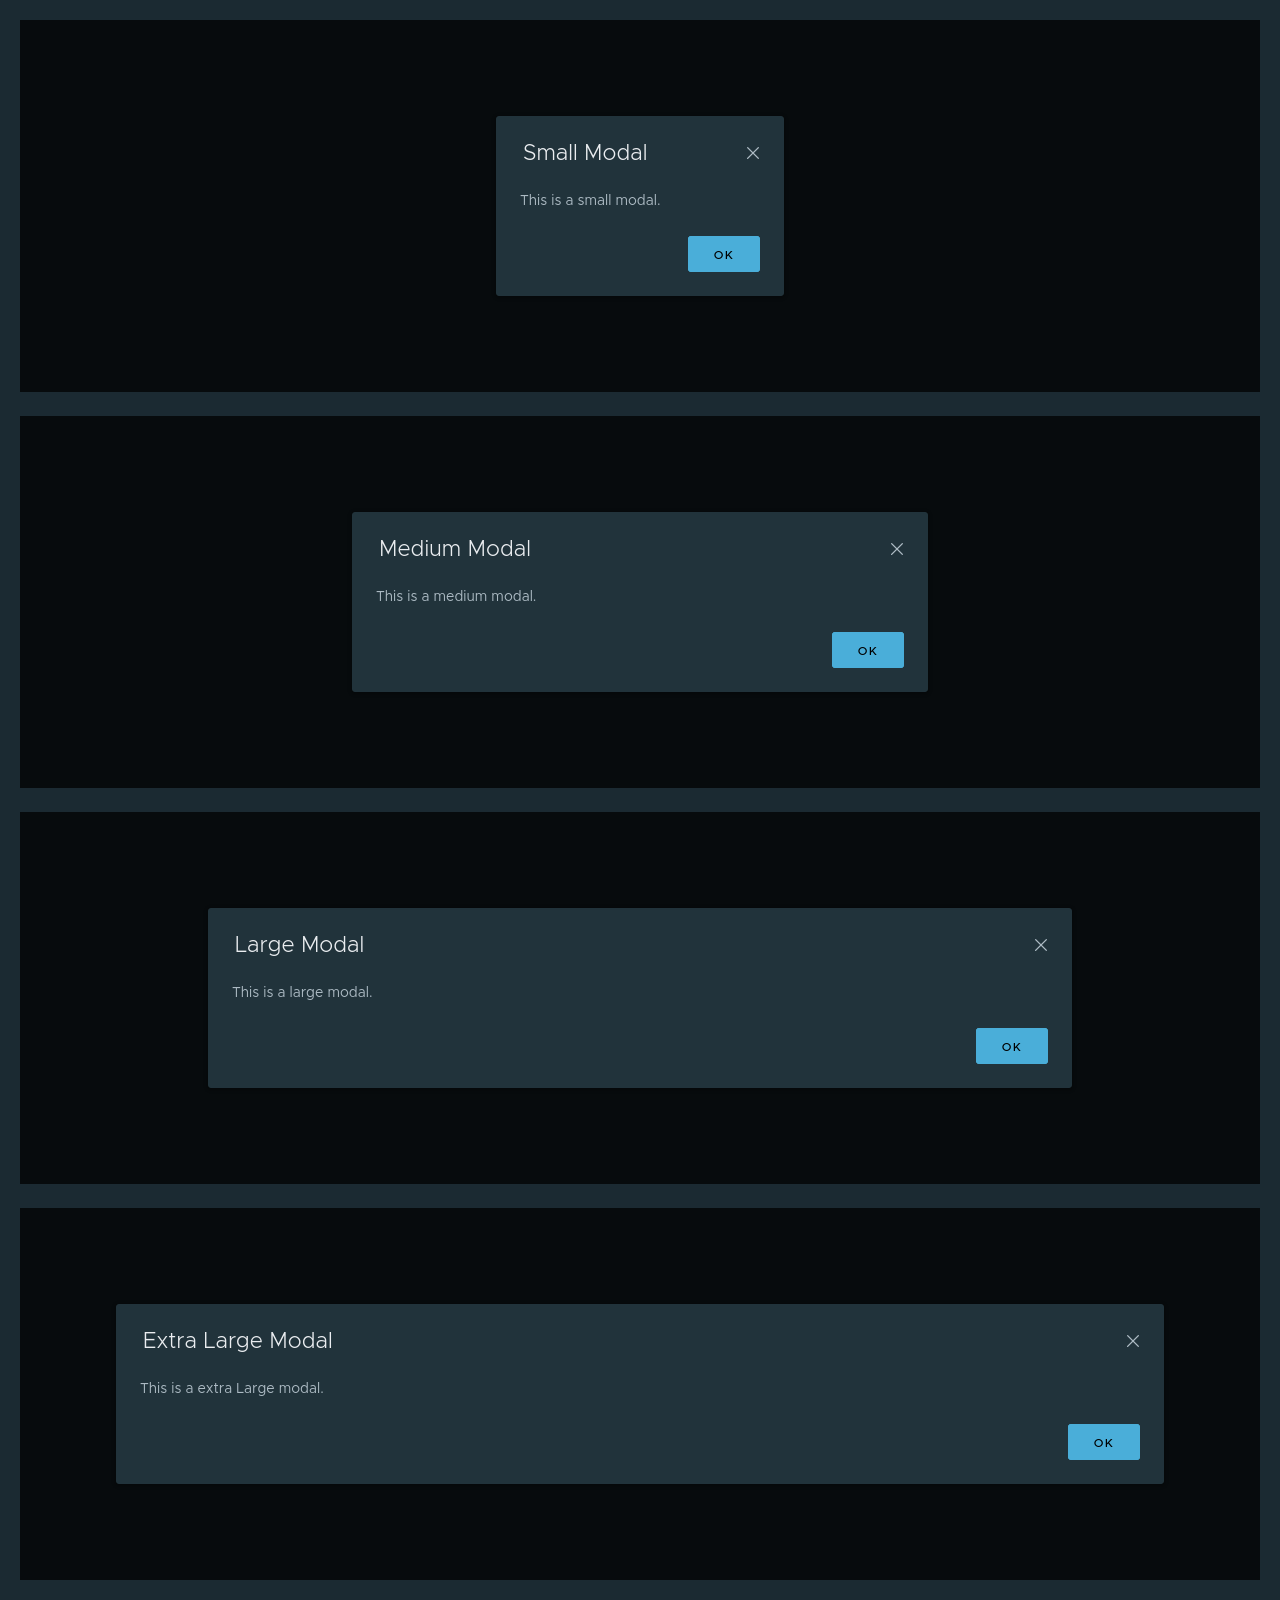 Small Modal
This is a small modal.
OK
Medium Modal
This is a medium modal.
OK
Large Modal
This is a large modal.
OK
Extra Large Modal
This is a extra Large modal.
OK